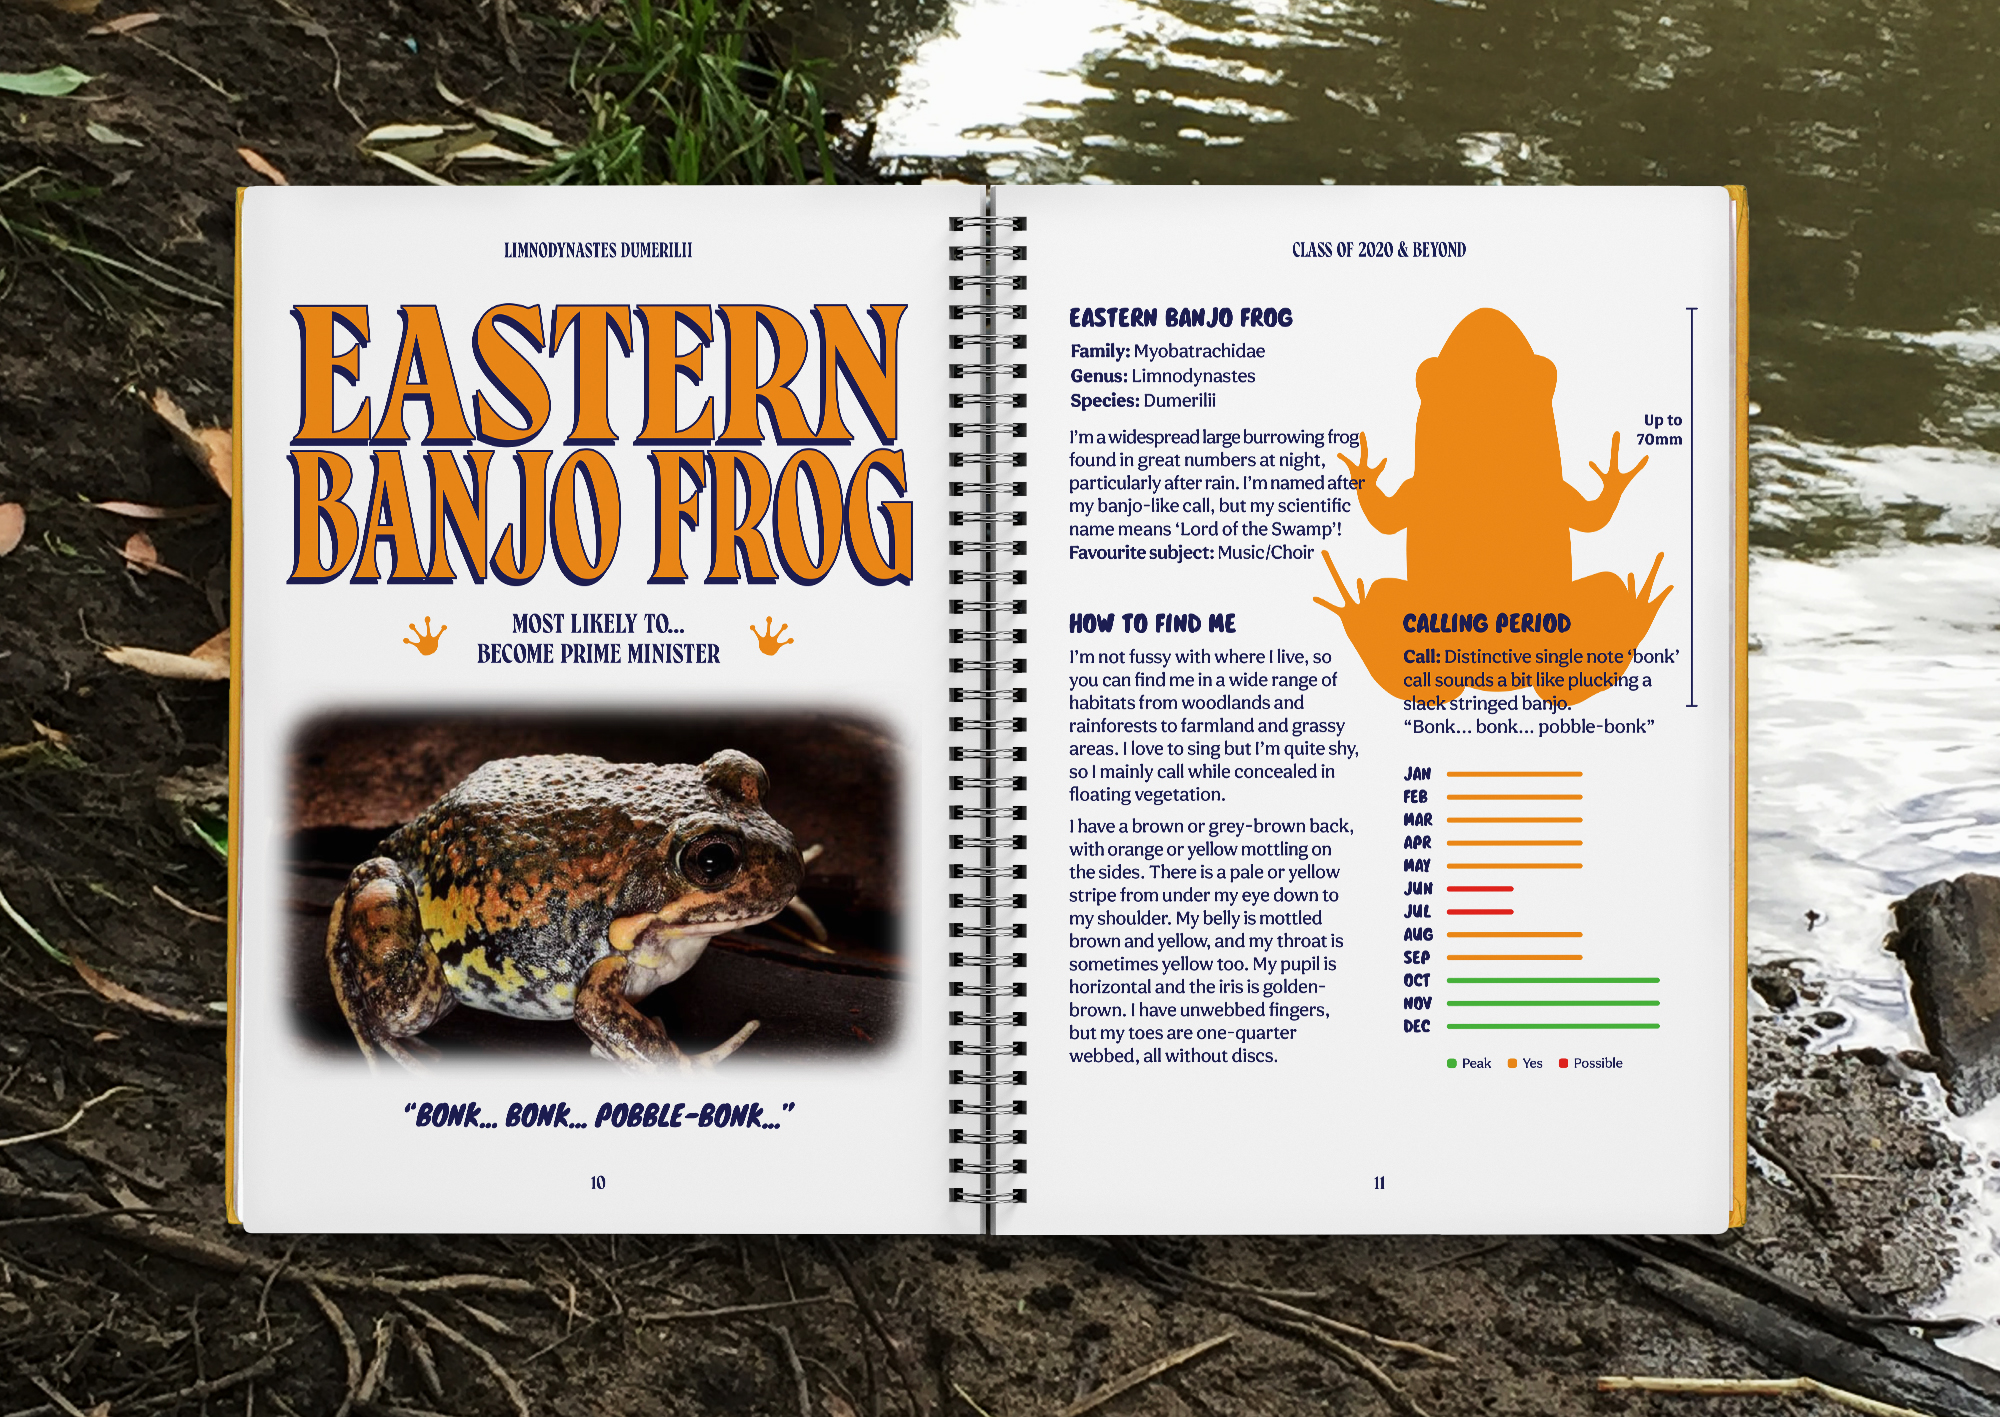 LIMNODYNASTES DUMERILII
EASTERN
BANJO FROG
MOST LIKELY TO...
BECOME PRIME MINISTER
“BONK... BONK... POBBLE-BONK...”
10
CLASS OF 2020 & BEYOND
EASTERN BANJO FROG
Family: Myobatrachidae
Genus: Limnodynastes
Species: Dumerilii
I’m a widespread large burrowing frog,
found in great numbers at night,
particularly after rain. I’m named after
my banjo-like call, but my scientific
name means ‘Lord of the Swamp’!
Favourite subject: Music/Choir
Up to
70mm
HOW TO FIND ME
I’m not fussy with where I live, so
you can find me in a wide range of
habitats from woodlands and
rainforests to farmland and grassy
areas. I love to sing but I’m quite shy,
so I mainly call while concealed in
floating vegetation.
I have a brown or grey-brown back,
with orange or yellow mottling on
the sides. There is a pale or yellow
stripe from under my eye down to
my shoulder. My belly is mottled
brown and yellow, and my throat is
sometimes yellow too. My pupil is
horizontal and the iris is golden-
brown. I have unwebbed fingers,
but my toes are one-quarter
webbed, all without discs.
CALLING PERIOD
Call: Distinctive single note ‘bonk’
call sounds a bit like plucking a
slack stringed banjo.
“Bonk... bonk... pobble-bonk”
JAN
FEB
MAR
APR
MAY
JUN
JUL
AUG
SEP
OCT
NOV
DEC
Peak Yes Possible
11